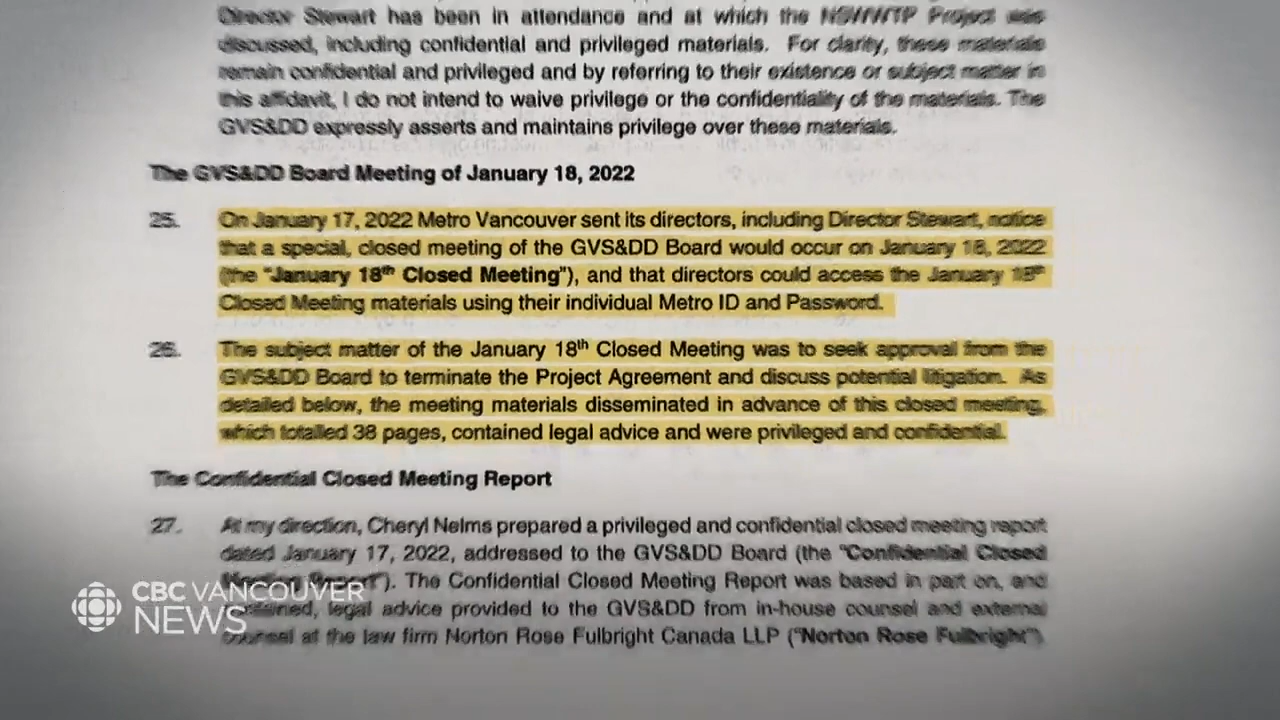 Director Stewart has been in attendance and at which the NSWWTP Project was
discussed, including confidential and privileged materials. For clarity, these materials
remain confidential and privileged and by referring to their existence or subject matter in
this affidavit, I do not intend to waive privilege or the confidentiality of the materials. The
GVS&DD expressly asserts and maintains privilege over these materials.
The GVS&DD Board Meeting of January 18, 2022
25. On January 17, 2022 Metro Vancouver sent its directors, including Director Stewart, notice
that a special, closed meeting of the GVS&DD Board would occur on January 18, 2022
(the "January 18th Closed Meeting"), and that directors could access the January 18th
Closed Meeting materials using their individual Metro ID and Password.
26. The subject matter of the January 18th Closed Meeting was to seek approval from the
GVS&DD Board to terminate the Project Agreement and discuss potential litigation. As
detailed below, the meeting materials disseminated in advance of this closed meeting,
which totalled 38 pages, contained legal advice and were privileged and confidential.
The Confidential Closed Meeting Report
27. At my direction, Cheryl Nelms prepared a privileged and confidential closed meeting report
dated January 17, 2022, addressed to the GVS&DD Board (the "Confidential Closed
Meeting Report"). The Confidential Closed Meeting Report was based in part on, and
contained, legal advice provided to the GVS&DD from in-house counsel and external
counsel at the law firm Norton Rose Fulbright Canada LLP ("Norton Rose Fulbright")
CBC VANCOUVER
NEWS